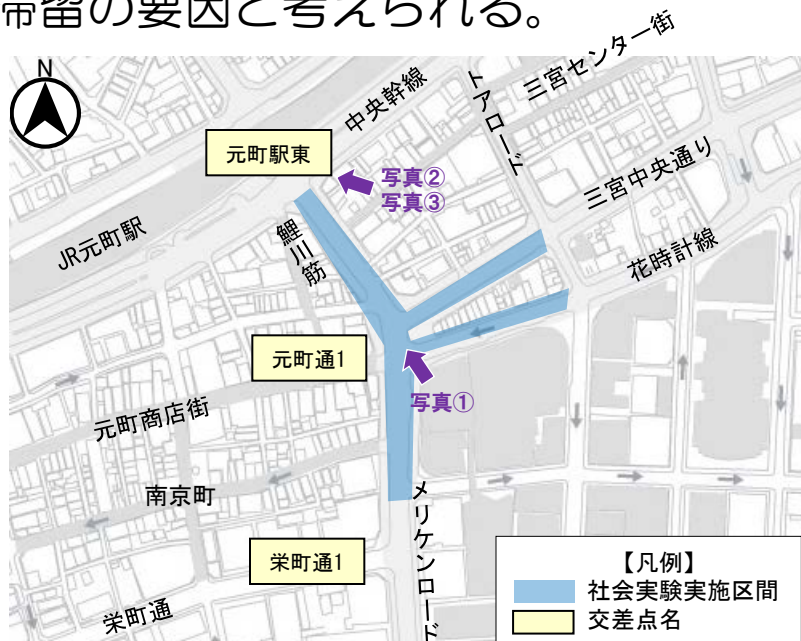 帯留の要因と考えられる。
N
中央幹線
トアロード
三宮センター街
元町駅東
写真②
写真③
三宮中央通り
JR元町駅
鯉川筋
花時計線
元町通1
写真①
元町商店街
南京町
メリケンロード
栄町通1
栄町通
【凡例】
社会実験実施区間
交差点名